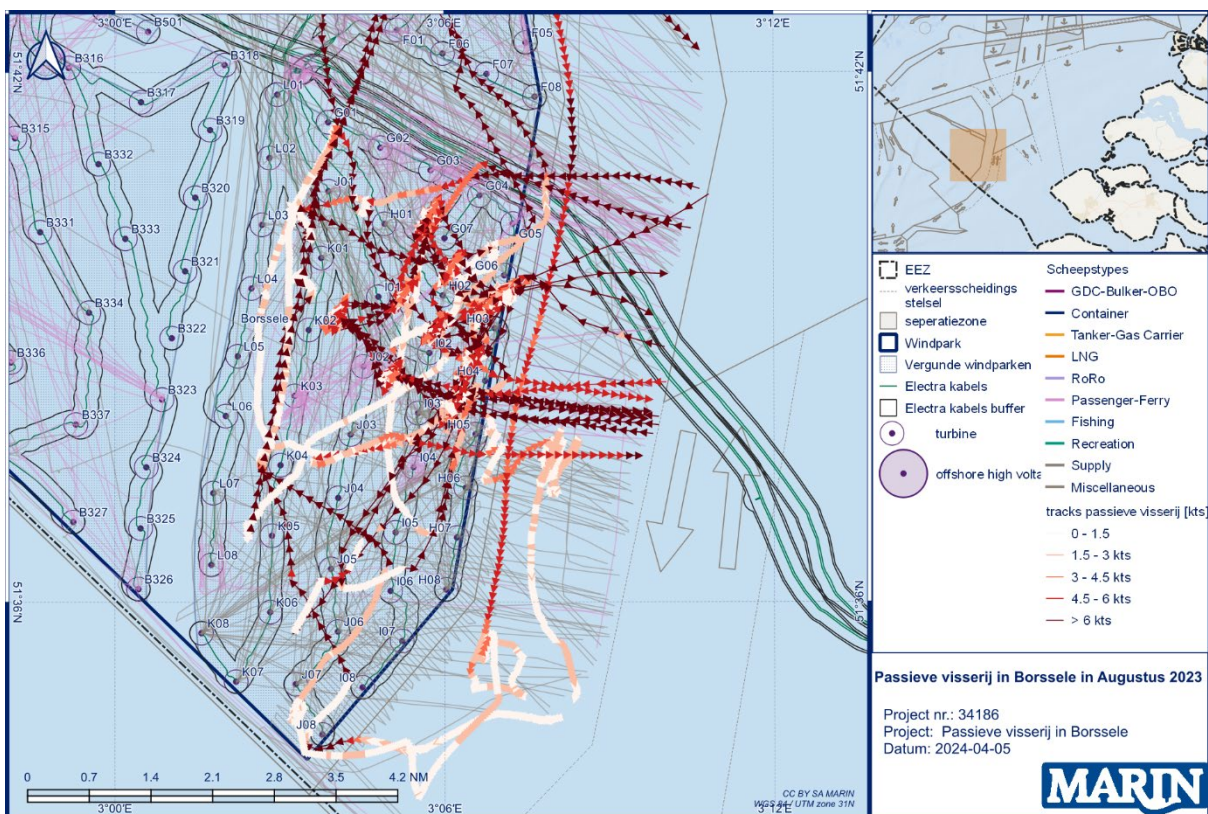 3°00'E
3°06'E
3°12'E
51°42'N
51°42'N
B501
F01
F06
F05
B316
B318
F07
L01
F08
B317
G01
B315
B319
G02
L02
B332
G03
J01
B320
G04
L03
H01
B331
B333
G07
G05
K01
B321
G06
L04
I01
H02
B334
Borssele
K02
H03
B322
I02
L05
J02
H04
B336
K03
B323
L06
I03
B337
J03
H05
K04
I04
B324
H06
L07
J04
B327
B325
K05
I05
H07
L08
J05
B326
I06
H08
51°36'N
51°36'N
K06
J06
I07
K08
K07
J07
I08
J08
0 0.7 1.4 2.1 2.8 3.5 4.2 NM
CC BY SA MARIN
WGS 84 / UTM zone 31N
3°00'E
3°06'E
3°12'E
EEZ
verkeersscheidings
stelsel
seperatiezone
Windpark
Vergunde windparken
Electra kabels
Electra kabels buffer
turbine
offshore high volta
Scheepstypes
GDC-Bulker-OBO
Container
Tanker-Gas Carrier
LNG
RoRo
Passenger-Ferry
Fishing
Recreation
Supply
Miscellaneous
tracks passieve visserij [kts]
0 - 1.5
1.5 - 3 kts
3 - 4.5 kts
4.5 - 6 kts
> 6 kts
Passieve visserij in Borssele in Augustus 2023
Project nr.: 34186
Project: Passieve visserij in Borssele
Datum: 2024-04-05
MARIN